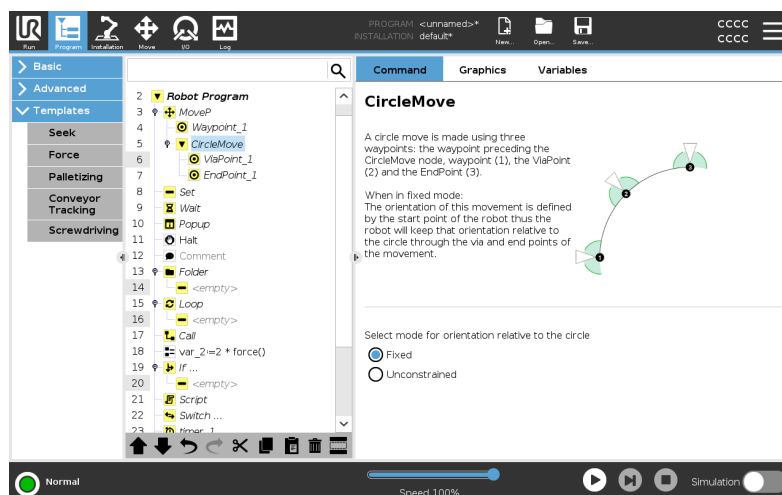 UR
Run
Program
Installation
Move
I/O
Log
PROGRAM <unnamed>*
INSTALLATION default*
New...
Open...
Save...
CCCC
CCCC
Basic
Advanced
Templates
Seek
Force
Palletizing
Conveyor
Tracking
Screwdriving
2 Robot Program
3 MoveP
4 Waypoint_1
5 CircleMove
6 ViaPoint_1
7 EndPoint_1
8 Set
9 Wait
10 Popup
11 Halt
12 Comment
13 Folder
14 <empty>
15 Loop
16 <empty>
17 Call
18 var_2:=2 * force()
19 If ...
20 <empty>
21 Script
22 Switch ...
23 timer_1
Command Graphics Variables
CircleMove
A circle move is made using three
waypoints: the waypoint preceding the
CircleMove node, waypoint (1), the ViaPoint
(2) and the EndPoint (3).
When in fixed mode:
The orientation of this movement is defined
by the start point of the robot thus the
robot will keep that orientation relative to
the circle through the via and end points of
the movement.
3
2
1
Select mode for orientation relative to the circle
Fixed
Unconstrained
Normal
Speed 100%
Simulation